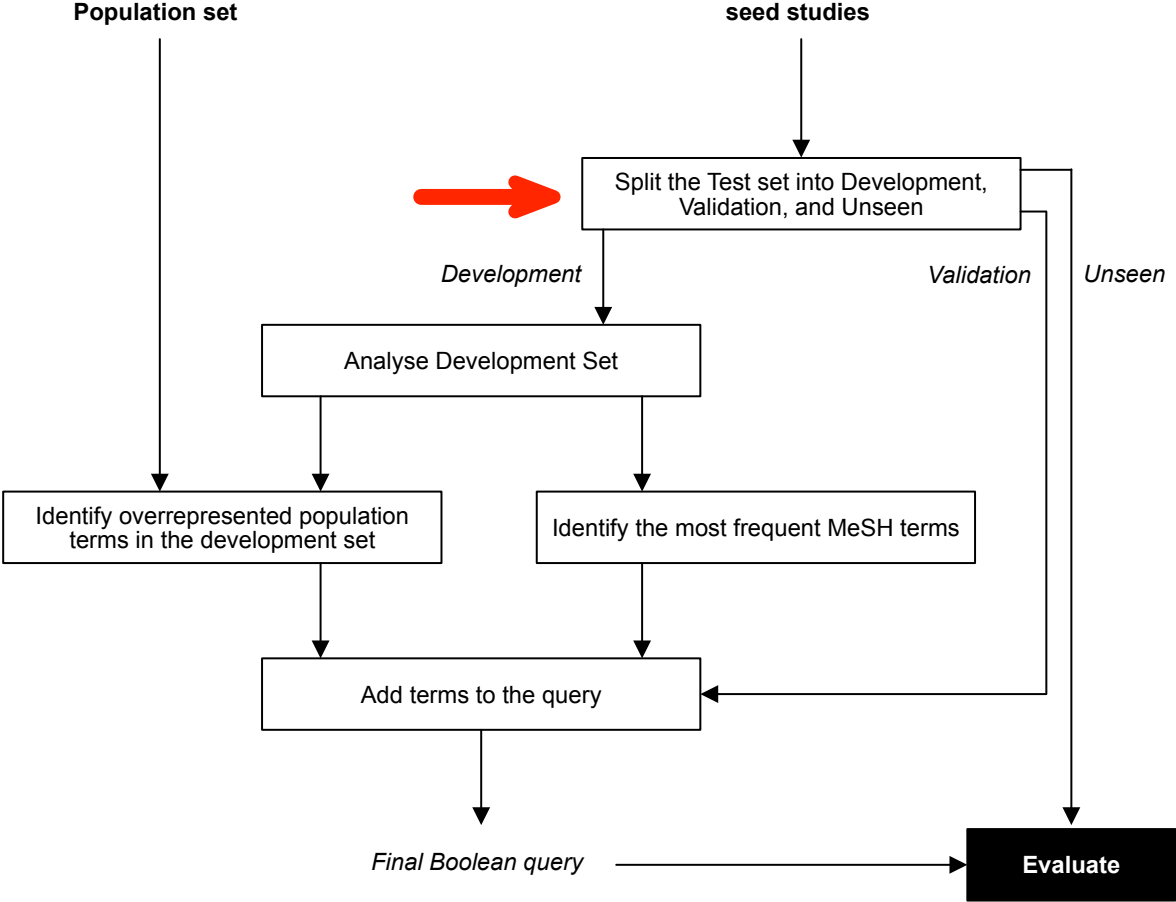 Population set
seed studies
Split the Test set into Development,
Validation, and Unseen
Development
Validation
Unseen
Analyse Development Set
Identify overrepresented population
terms in the development set
Identify the most frequent MeSH terms
Add terms to the query
Final Boolean query
Evaluate